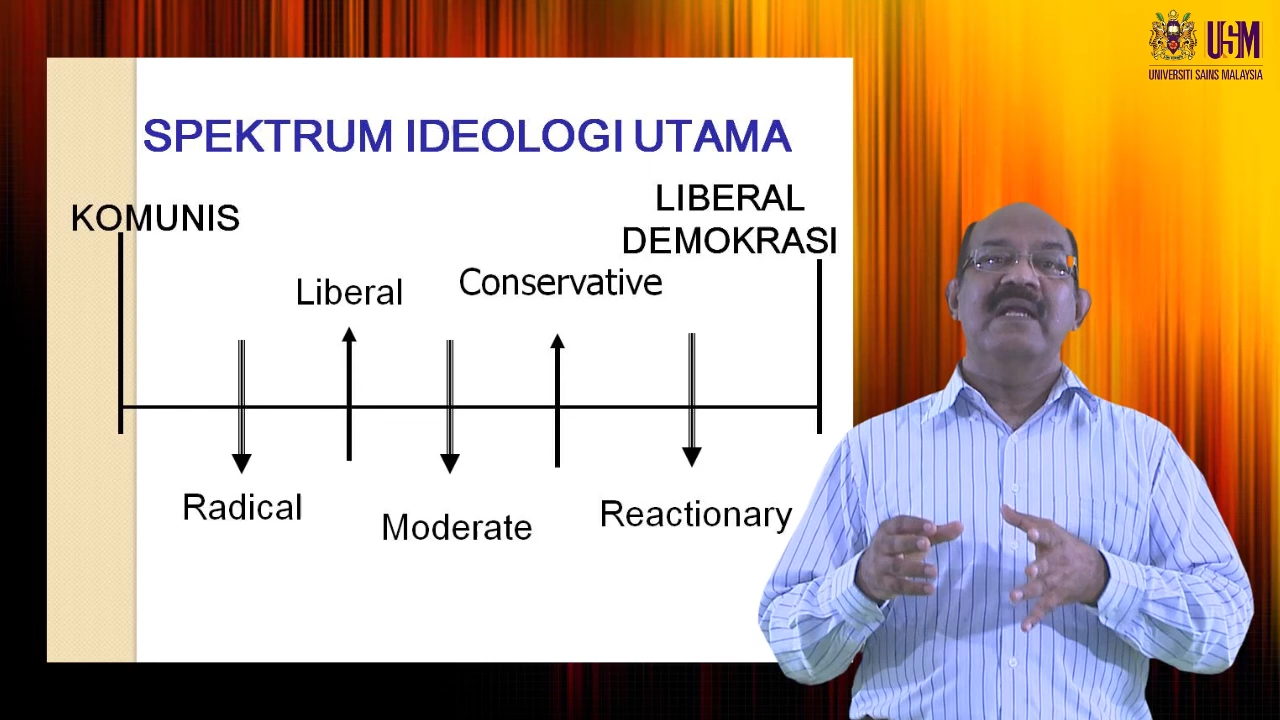 USM
UNIVERSITI SAINS MALAYSIA
SPEKTRUM IDEOLOGI UTAMA
KOMUNIS
LIBERAL
DEMOKRASI
Liberal
Conservative
Radical
Moderate
Reactionary